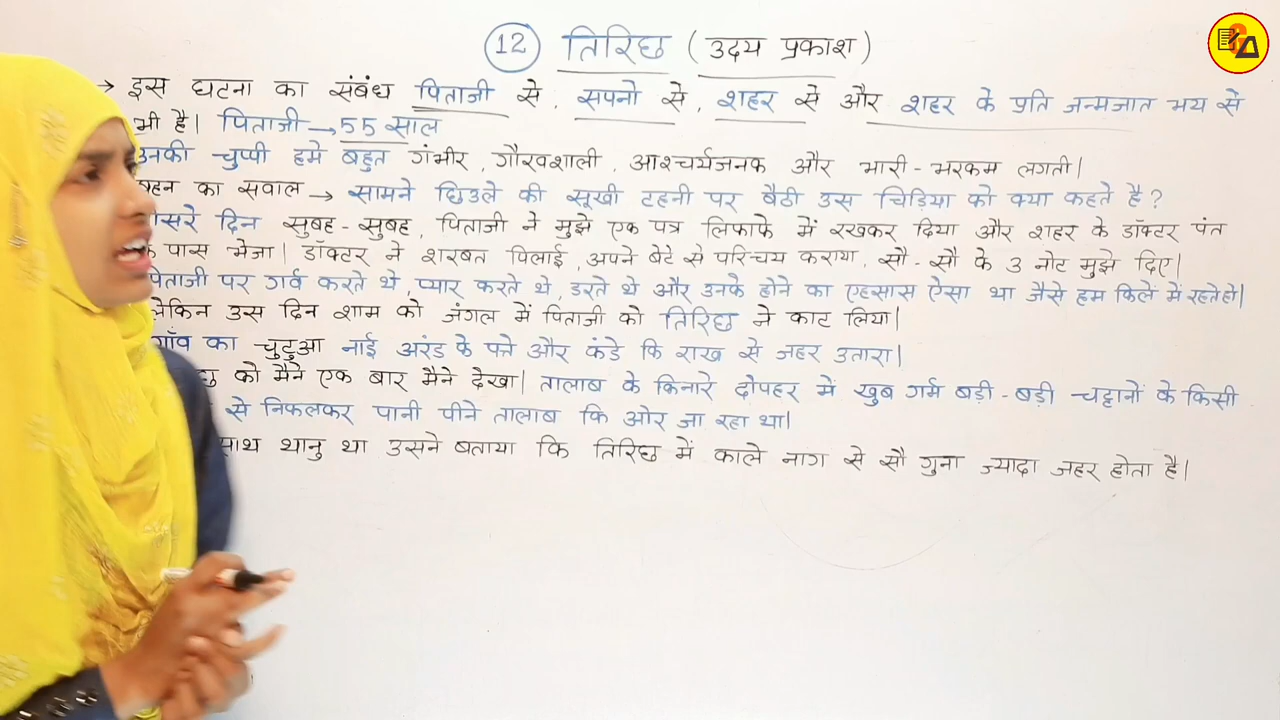 12 तिरिछ (उदय प्रकाश)
→ इस घटना का संबंध पिताजी से, सपनो से, शहर से और शहर के प्रति जन्मजात भय से
भी है। पिताजी → 55 साल
उनकी चुप्पी हमे बहुत गंभीर, गौरवशाली, आश्चर्यजनक और भारी-भरकम लगती।
बहन का सवाल → सामने छिउले की सूखी टहनी पर बैठी उस चिड़िया को क्या कहते है?
तीसरे दिन सुबह-सुबह, पिताजी ने मुझे एक पत्र लिफाफे में रखकर दिया और शहर के डॉक्टर पंत
के पास भेजा। डॉक्टर ने शरबत पिलाई, अपने बेटे से परिचय कराया, सौ-सौ के 3 नोट मुझे दिए।
पिताजी पर गर्व करते थे, प्यार करते थे, डरते थे और उनके होने का एहसास ऐसा था जैसे हम किलें में रहते हो।
लेकिन उस दिन शाम को जंगल में पिताजी को तिरिछ ने काट लिया।
गाँव का चुटुआ नाई अरंड के पत्ते और कंडे कि राख से जहर उतारा।
को मैने एक बार मैने देखा। तालाब के किनारे दोपहर में खुब गर्म बड़ी-बड़ी चट्टानों के किसी
से निकलकर पानी पीने तालाब कि ओर जा रहा था।
साथ थानु था उसने बताया कि तिरिछ में काले नाग से सौ गुना ज्यादा जहर होता है।